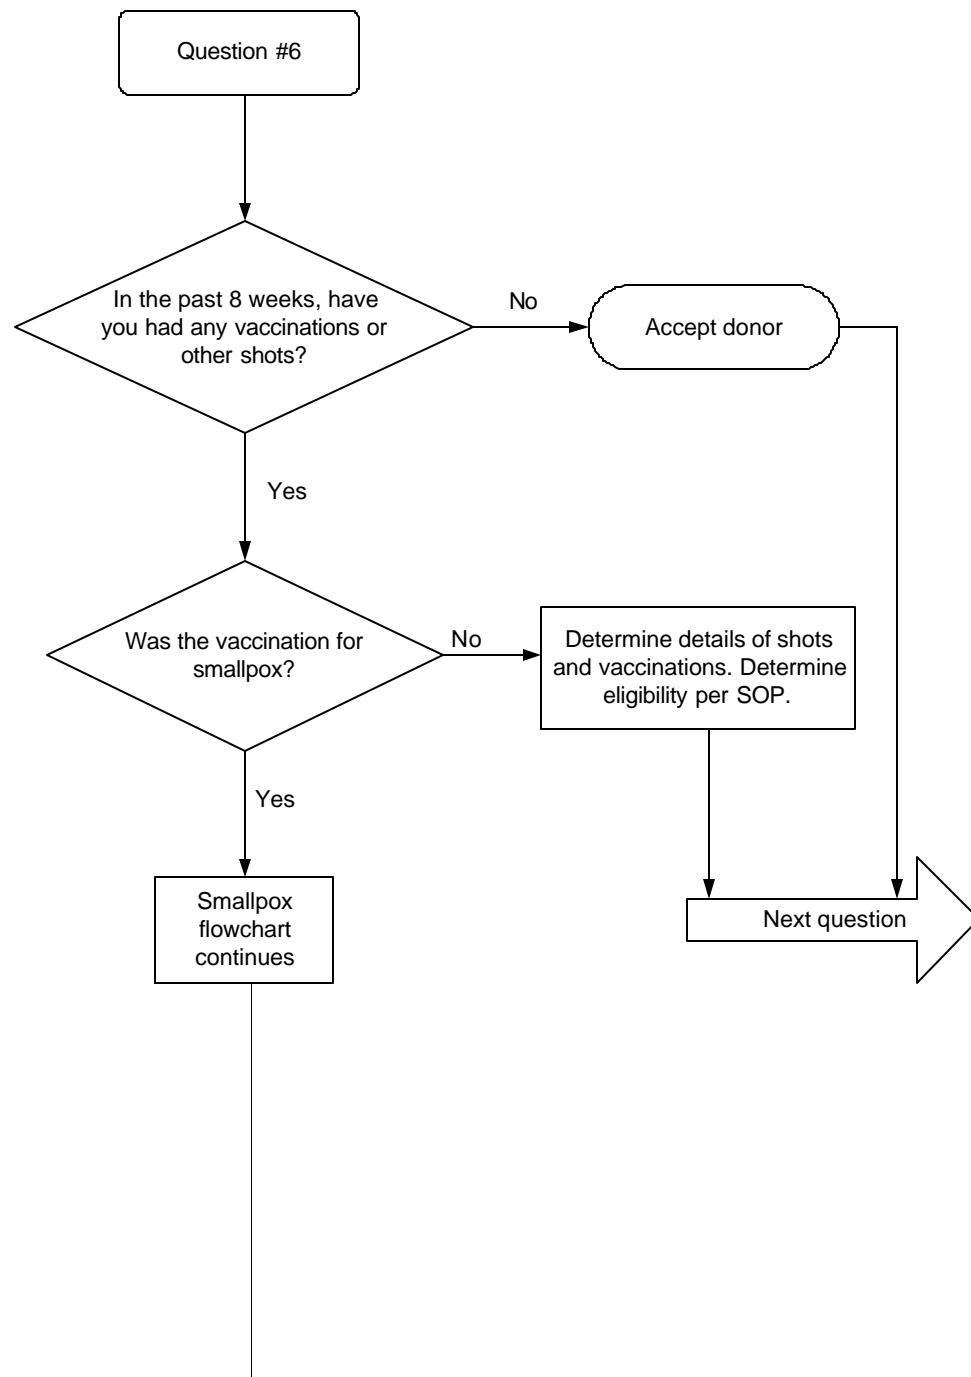 Question #6
In the past 8 weeks, have
you had any vaccinations or
other shots?
No
Accept donor
Yes
Was the vaccination for
smallpox?
No
Determine details of shots
and vaccinations. Determine
eligibility per SOP.
Yes
Smallpox
flowchart
continues
Next question